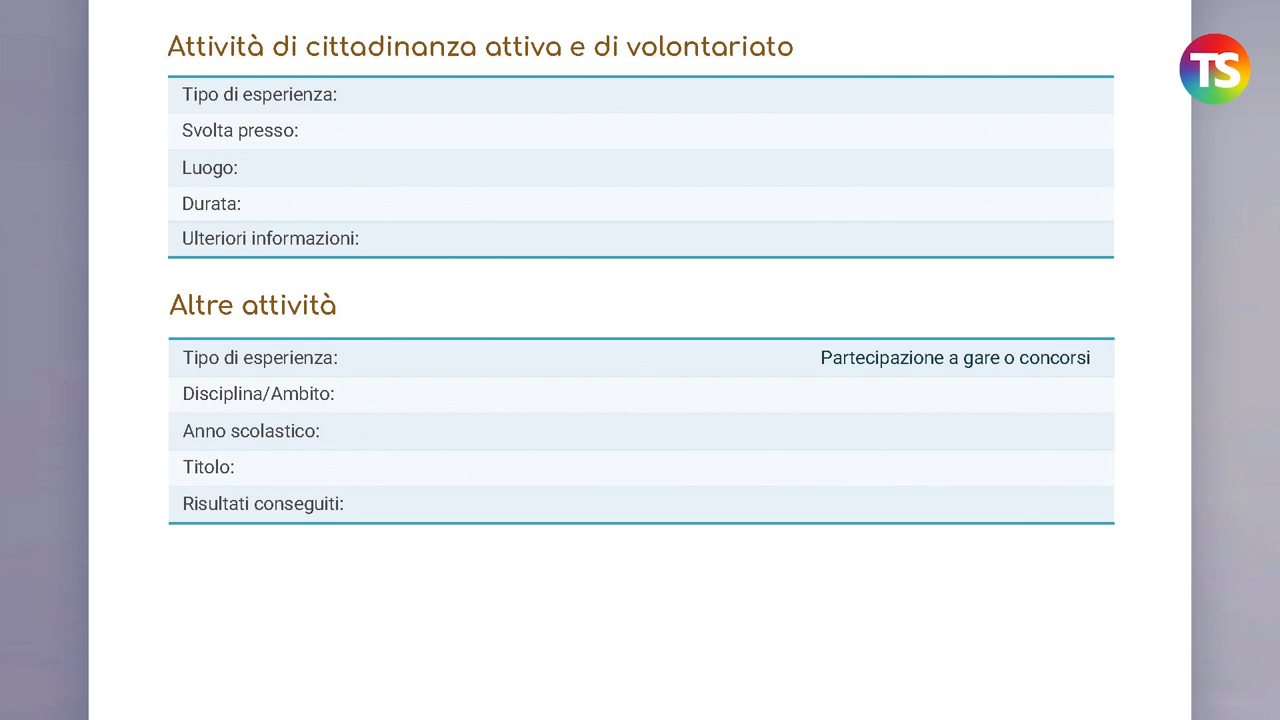 Attività di cittadinanza attiva e di volontariato
TS
Tipo di esperienza:
Svolta presso:
Luogo:
Durata:
Ulteriori informazioni:
Altre attività
Tipo di esperienza: Partecipazione a gare o concorsi
Disciplina/Ambito:
Anno scolastico:
Titolo:
Risultati conseguiti: